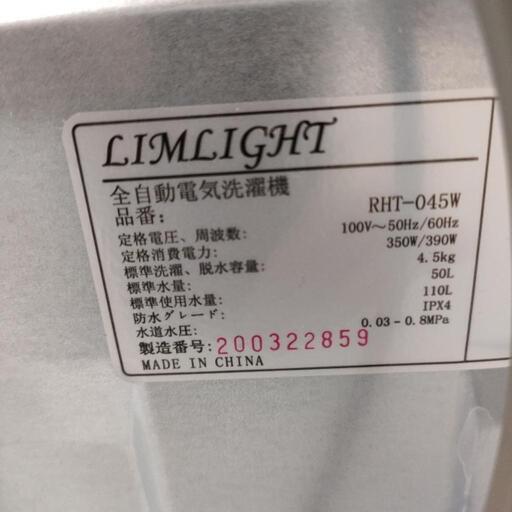 LIMLIGHT
全自動電気洗濯機
品番: RHT-045W
定格電圧、周波数: 100V~50Hz/60Hz
定格消費電力: 350W/390W
標準洗濯、脱水容量: 4.5kg
標準水量: 50L
標準使用水量: 110L
防水グレード: IPX4
水道水圧: 0.03-0.8MPa
製造番号:200322859
MADE IN CHINA